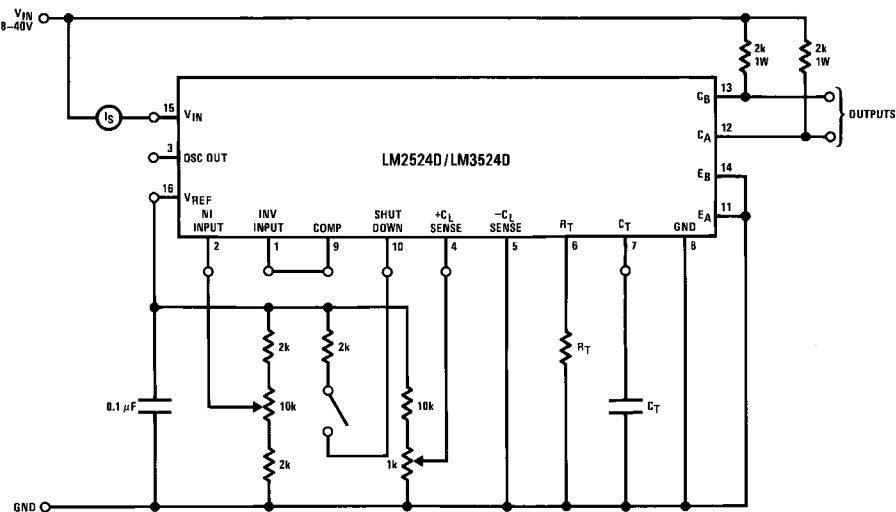 VIN
8–40V
2k
1W
2k
1W
13
CB
OUTPUTS
12
CA
15
VIN
IS
3
OSC OUT
LM2524D/LM3524D
14
EB
16
VREF
11
EA
NI
INPUT
INV
INPUT
COMP
SHUT
DOWN
+CL
SENSE
–CL
SENSE
RT
CT
GND
2
1
9
10
4
5
6
7
8
2k
2k
RT
0.1 µF
10k
10k
CT
2k
1k
GND